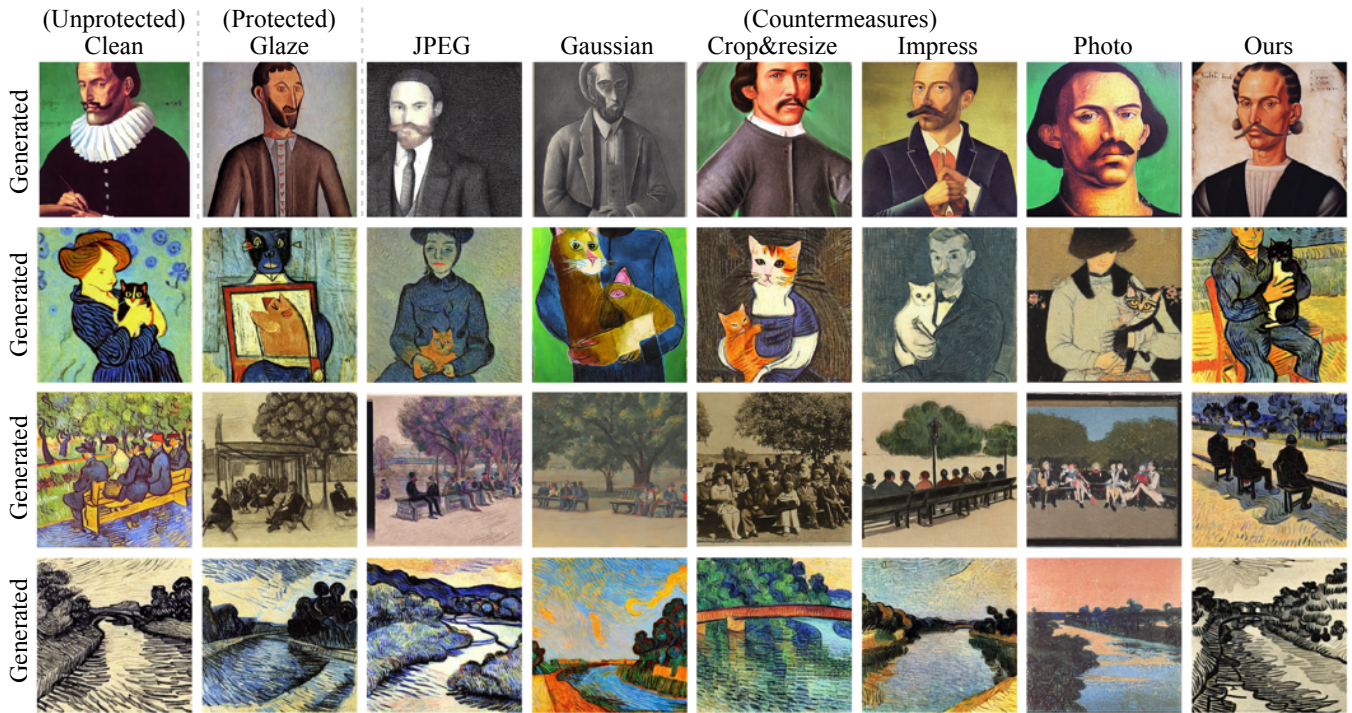 (Unprotected) (Protected) (Countermeasures)
Clean Glaze JPEG Gaussian Crop&resize Impress Photo Ours
Generated
Generated
Generated
Generated